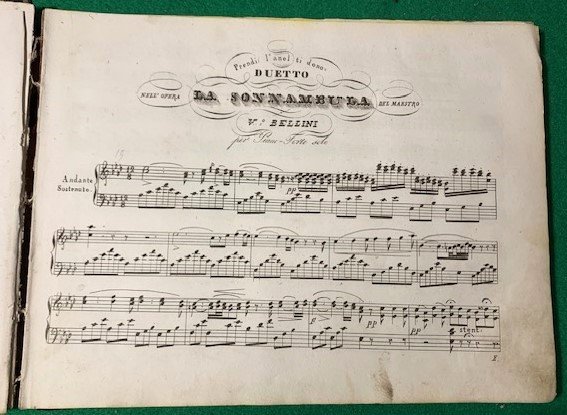 Prendi: l'anel ti dono.
DUETTO
NELL' OPERA LA SONNAMBULA DEL MAESTRO
V.º BELLINI
per Piano-Forte solo
Andante
Sostenuto.
pp
pp
f pp pp
stent: